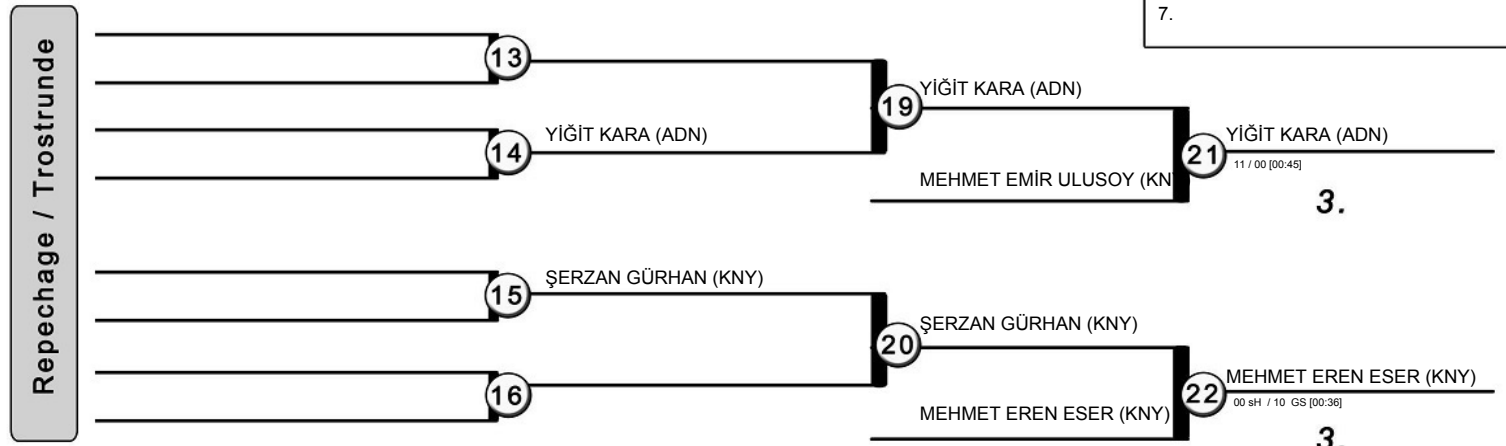 Repechage / Trostrunde
7.
13
14
YİĞİT KARA (ADN)
19
YİĞİT KARA (ADN)
MEHMET EMİR ULUSOY (KN
21
YİĞİT KARA (ADN)
11 / 00 [00:45]
3.
15
ŞERZAN GÜRHAN (KNY)
16
20
ŞERZAN GÜRHAN (KNY)
MEHMET EREN ESER (KNY)
22
MEHMET EREN ESER (KNY)
00 sH / 10 GS [00:36]
3.